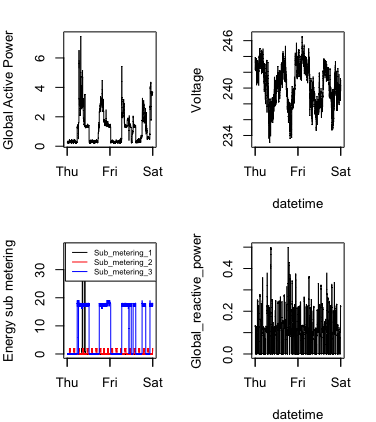 Global Active Power
0 2 4 6
Thu Fri Sat
Voltage
234 240 246
Thu Fri Sat
datetime
Energy sub metering
0 10 20 30
Sub_metering_1
Sub_metering_2
Sub_metering_3
Thu Fri Sat
Global_reactive_power
0.0 0.2 0.4
Thu Fri Sat
datetime